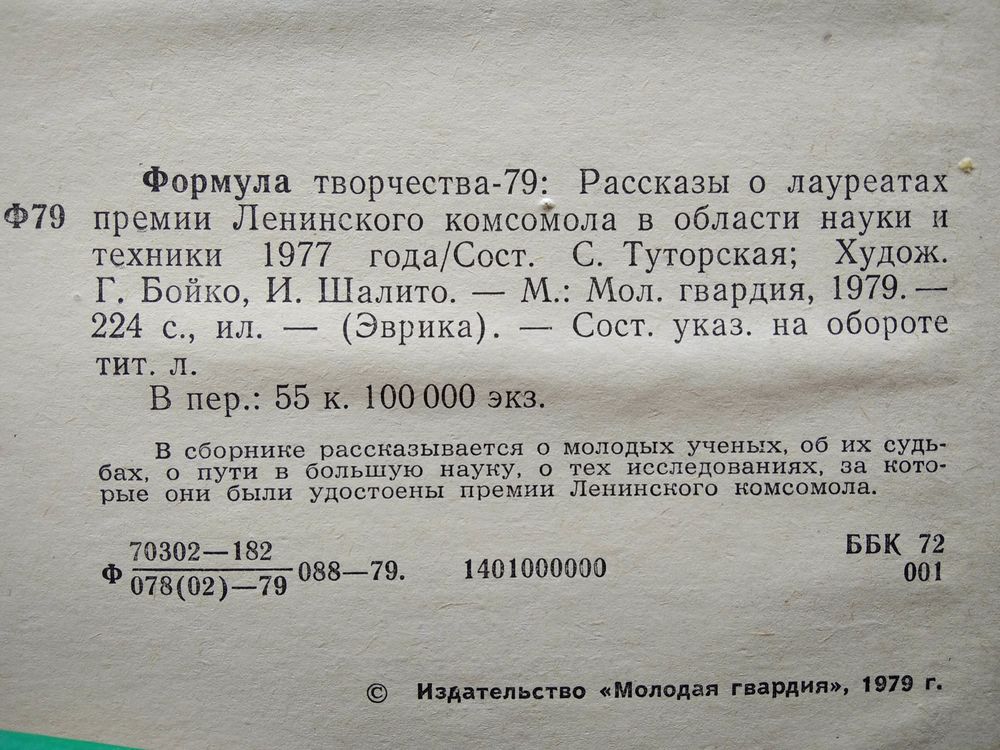 Формула творчества-79: Рассказы о лауреатах
Ф79 премии Ленинского комсомола в области науки и
техники 1977 года/Сост. С. Туторская; Худож.
Г. Бойко, И. Шалито. — М.: Мол. гвардия, 1979. —
224 с., ил. — (Эврика). — Сост. указ. на обороте
тит. л.
В пер.: 55 к. 100 000 экз.
В сборнике рассказывается о молодых ученых, об их судь-
бах, о пути в большую науку, о тех исследованиях, за кото-
рые они были удостоены премии Ленинского комсомола.
70302—182
Ф 088—79. 1401000000
078(02)—79
ББК 72
001
© Издательство «Молодая гвардия», 1979 г.